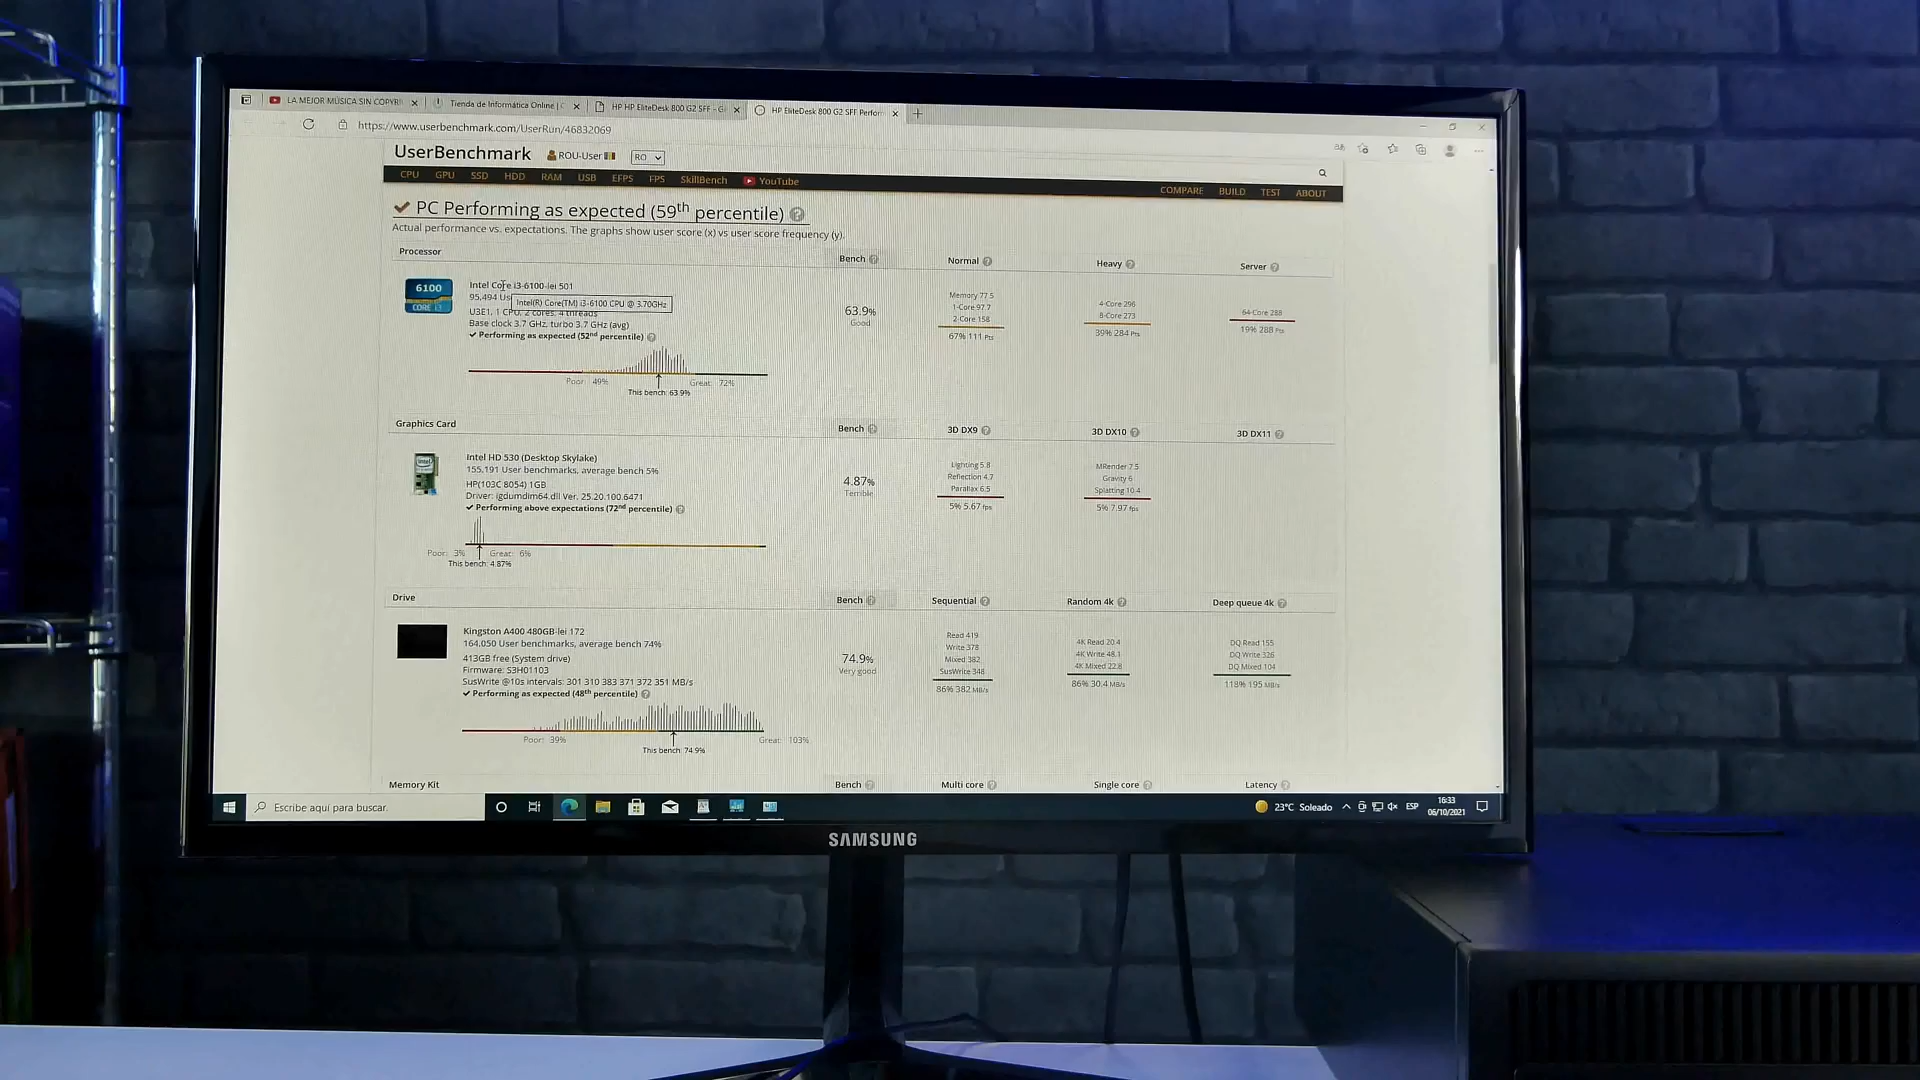 LA MEJOR MÚSICA SIN COPYRI
Tienda de Informática Online |
HP HP EliteDesk 800 G2 SFF - G
HP EliteDesk 800 G2 SFF Perfor
https://www.userbenchmark.com/UserRun/46832069
UserBenchmark ROU-User RO
CPU GPU SSD HDD RAM USB EFPS FPS SkillBench YouTube COMPARE BUILD TEST ABOUT
PC Performing as expected (59th percentile)
Actual performance vs. expectations. The graphs show user score (x) vs user score frequency (y).
Processor Bench Normal Heavy Server
6100
CORE i3
Intel Core i3-6100-lei 501
95,494 Us
Intel(R) Core(TM) i3-6100 CPU @ 3.70GHz
U3E1, 1 CPU, 2 cores, 4 threads
Base clock 3.7 GHz, turbo 3.7 GHz (avg)
Performing as expected (52nd percentile)
Poor: 49% Great: 72%
This bench: 63.9%
63.9%
Good
Memory 77.5
1-Core 97.7
2-Core 158
67% 111 Pts
4-Core 296
8-Core 273
39% 284 Pts
64-Core 288
19% 288 Pts
Graphics Card Bench 3D DX9 3D DX10 3D DX11
Intel HD 530 (Desktop Skylake)
155,191 User benchmarks, average bench 5%
HP(103C 8054) 1GB
Driver: igdumdim64.dll Ver. 25.20.100.6471
Performing above expectations (72nd percentile)
Poor: 3% Great: 6%
This bench: 4.87%
4.87%
Terrible
Lighting 5.8
Reflection 4.7
Parallax 6.5
5% 5.67 fps
MRender 7.5
Gravity 6
Splatting 10.4
5% 7.97 fps
Drive Bench Sequential Random 4k Deep queue 4k
Kingston A400 480GB-lei 172
164,050 User benchmarks, average bench 74%
413GB free (System drive)
Firmware: S3H01103
SusWrite @10s intervals: 301 310 383 371 372 351 MB/s
Performing as expected (48th percentile)
Poor: 39% Great: 103%
This bench: 74.9%
74.9%
Very good
Read 419
Write 378
Mixed 382
SusWrite 348
86% 382 MB/s
4K Read 20.4
4K Write 48.1
4K Mixed 22.8
86% 30.4 MB/s
DQ Read 155
DQ Write 326
DQ Mixed 104
118% 195 MB/s
Memory Kit Bench Multi core Single core Latency
Escribe aquí para buscar.
23°C Soleado ESP
16:33
06/10/2021
SAMSUNG